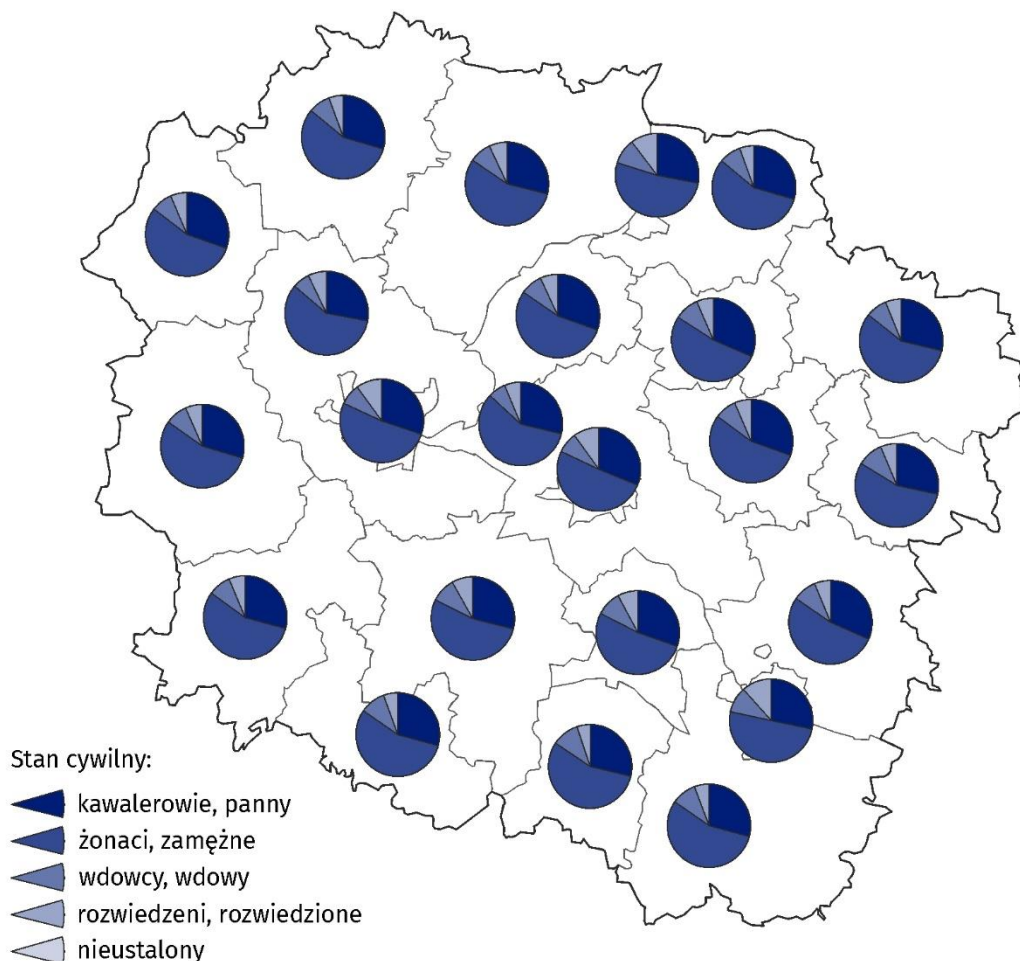 Stan cywilny:
kawalerowie, panny
żonaci, zamężne
wdowcy, wdowy
rozwiedzeni, rozwiedzione
nieustalony